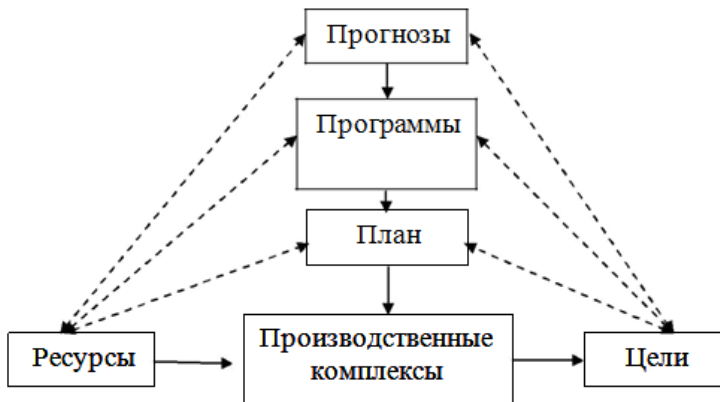 Прогнозы
Программы
План
Ресурсы
Производственные
комплексы
Цели